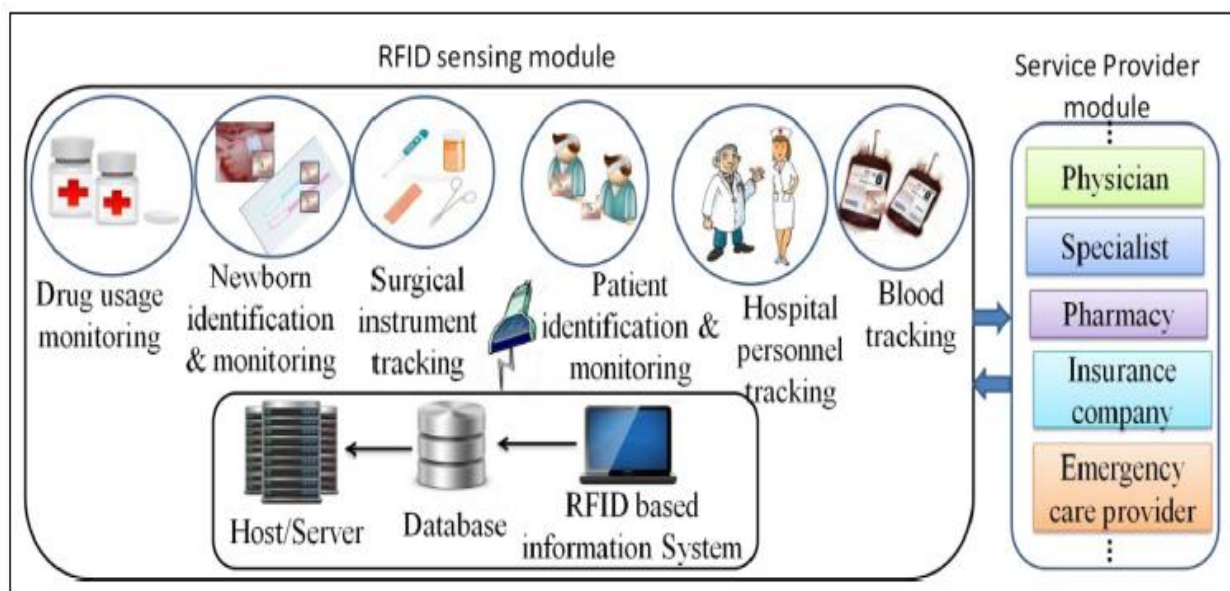 RFID sensing module
Drug usage
monitoring
Newborn
identification
& monitoring
Surgical
instrument
tracking
Patient
identification &
monitoring
Hospital
personnel
tracking
Blood
tracking
Host/Server
Database
RFID based
information System
Service Provider
module
Physician
Specialist
Pharmacy
Insurance
company
Emergency
care provider